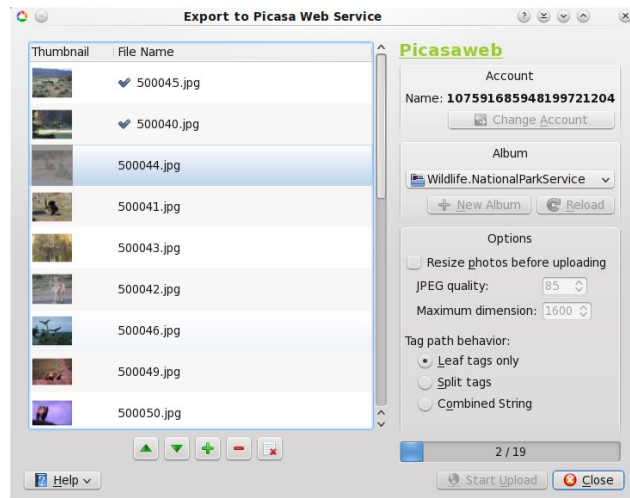 Export to Picasa Web Service
Thumbnail File Name
500045.jpg
500040.jpg
500044.jpg
500041.jpg
500043.jpg
500042.jpg
500046.jpg
500049.jpg
500050.jpg
Help
Picasaweb
Account
Name: 107591685948199721204
Change Account
Album
Wildlife.NationalParkService
New Album Reload
Options
Resize photos before uploading
JPEG quality: 85
Maximum dimension: 1600
Tag path behavior:
Leaf tags only
Split tags
Combined String
2 / 19
Start Upload Close